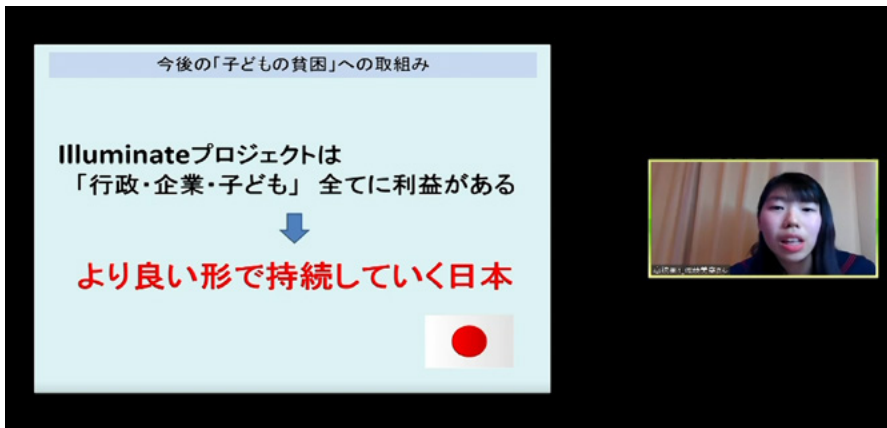 今後の「子どもの貧困」への取組み
Illuminateプロジェクトは
「行政・企業・子ども」 全てに利益がある
より良い形で持続していく日本